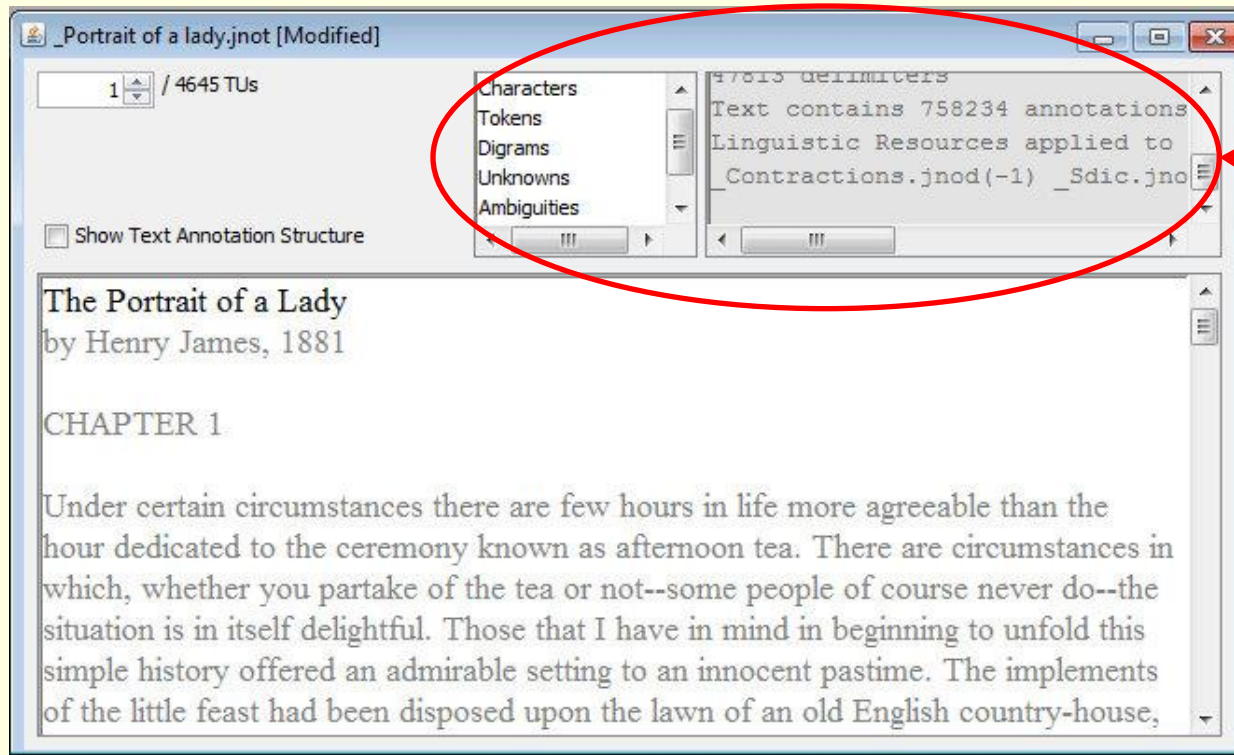 _Portrait of a lady.jnot [Modified]
1 / 4645 TUs
Characters
Tokens
Digrams
Unknowns
Ambiguities
47813 delimiters
Text contains 758234 annotations
Linguistic Resources applied to
_Contractions.jnod(-1) _Sdic.jno
Show Text Annotation Structure
The Portrait of a Lady
by Henry James, 1881
CHAPTER 1
Under certain circumstances there are few hours in life more agreeable than the
hour dedicated to the ceremony known as afternoon tea. There are circumstances in
which, whether you partake of the tea or not--some people of course never do--the
situation is in itself delightful. Those that I have in mind in beginning to unfold this
simple history offered an admirable setting to an innocent pastime. The implements
of the little feast had been disposed upon the lawn of an old English country-house,